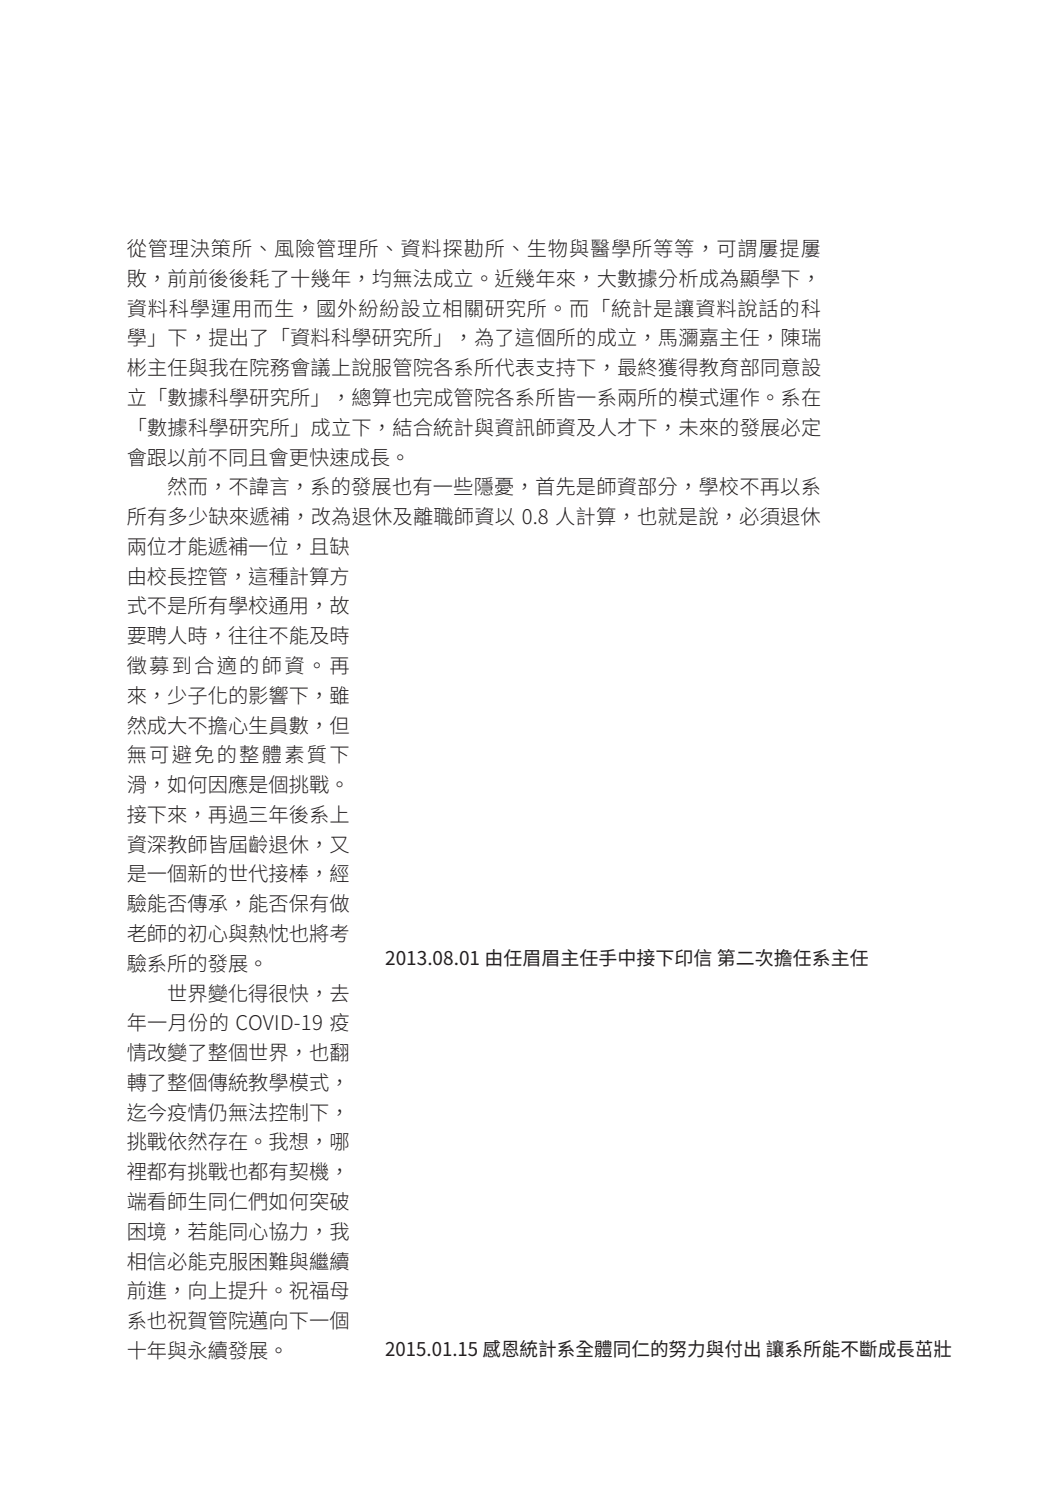 從管理決策所、風險管理所、資料探勘所、生物與醫學所等等，可謂屢提屢
敗，前前後後耗了十幾年，均無法成立。近幾年來，大數據分析成為顯學下，
資料科學運用而生，國外紛紛設立相關研究所。而「統計是讓資料說話的科
學」下，提出了「資料科學研究所」，為了這個所的成立，馬瀰嘉主任，陳瑞
彬主任與我在院務會議上說服管院各系所代表支持下，最終獲得教育部同意設
立「數據科學研究所」，總算也完成管院各系所皆一系兩所的模式運作。系在
「數據科學研究所」成立下，結合統計與資訊師資及人才下，未來的發展必定
會跟以前不同且會更快速成長。
然而，不諱言，系的發展也有一些隱憂，首先是師資部分，學校不再以系
所有多少缺來遞補，改為退休及離職師資以 0.8 人計算，也就是說，必須退休
兩位才能遞補一位，且缺
由校長控管，這種計算方
式不是所有學校通用，故
要聘人時，往往不能及時
徵募到合適的師資。再
來，少子化的影響下，雖
然成大不擔心生員數，但
無可避免的整體素質下
滑，如何因應是個挑戰。
接下來，再過三年後系上
資深教師皆屆齡退休，又
是一個新的世代接棒，經
驗能否傳承，能否保有做
老師的初心與熱忱也將考
驗系所的發展。
世界變化得很快，去
年一月份的 COVID-19 疫
情改變了整個世界，也翻
轉了整個傳統教學模式，
迄今疫情仍無法控制下，
挑戰依然存在。我想，哪
裡都有挑戰也都有契機，
端看師生同仁們如何突破
困境，若能同心協力，我
相信必能克服困難與繼續
前進，向上提升。祝福母
系也祝賀管院邁向下一個
十年與永續發展。
2013.08.01 由任眉眉主任手中接下印信 第二次擔任系主任
2015.01.15 感恩統計系全體同仁的努力與付出 讓系所能不斷成長茁壯